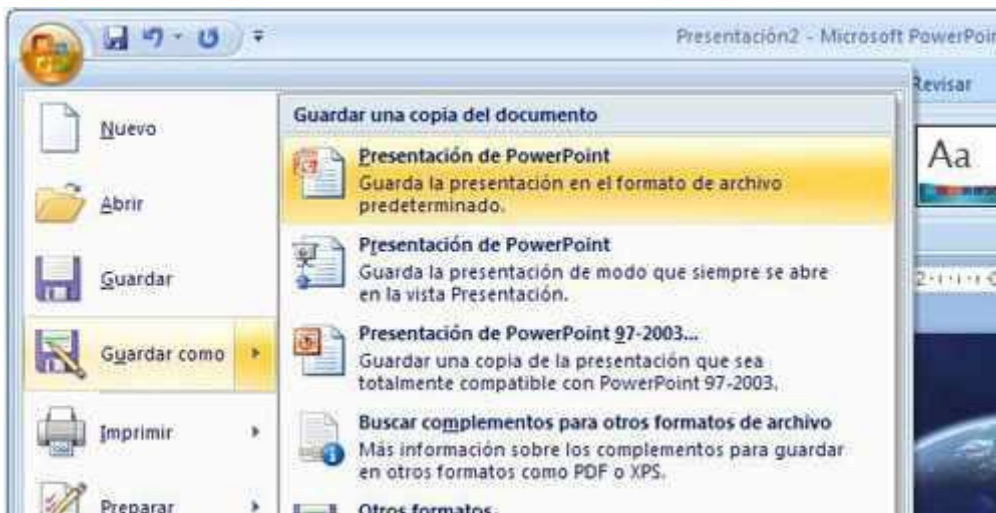 Presentación2 - Microsoft PowerPoin
Revisar
Nuevo
Abrir
Guardar
Guardar como
Imprimir
Preparar
Guardar una copia del documento
Presentación de PowerPoint
Guarda la presentación en el formato de archivo
predeterminado.
Presentación de PowerPoint
Guarda la presentación de modo que siempre se abre
en la vista Presentación.
Presentación de PowerPoint 97-2003...
Guardar una copia de la presentación que sea
totalmente compatible con PowerPoint 97-2003.
Buscar complementos para otros formatos de archivo
Más información sobre los complementos para guardar
en otros formatos como PDF o XPS.
Otros formatos.
Aa
2